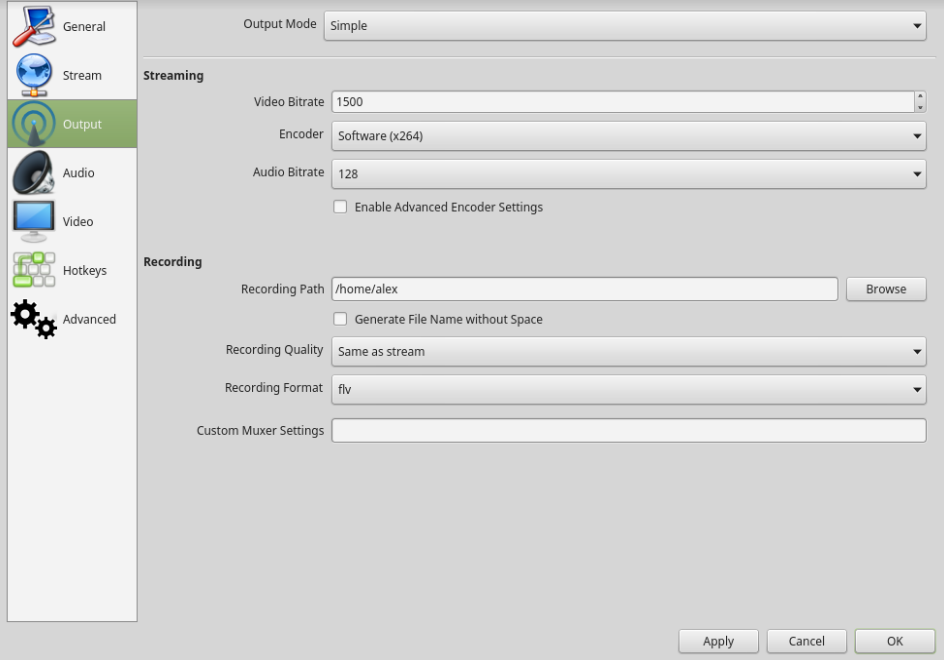 General
Stream
Output
Audio
Video
Hotkeys
Advanced
Output Mode Simple
Streaming
Video Bitrate 1500
Encoder Software (x264)
Audio Bitrate 128
Enable Advanced Encoder Settings
Recording
Recording Path /home/alex Browse
Generate File Name without Space
Recording Quality Same as stream
Recording Format flv
Custom Muxer Settings
Apply Cancel OK